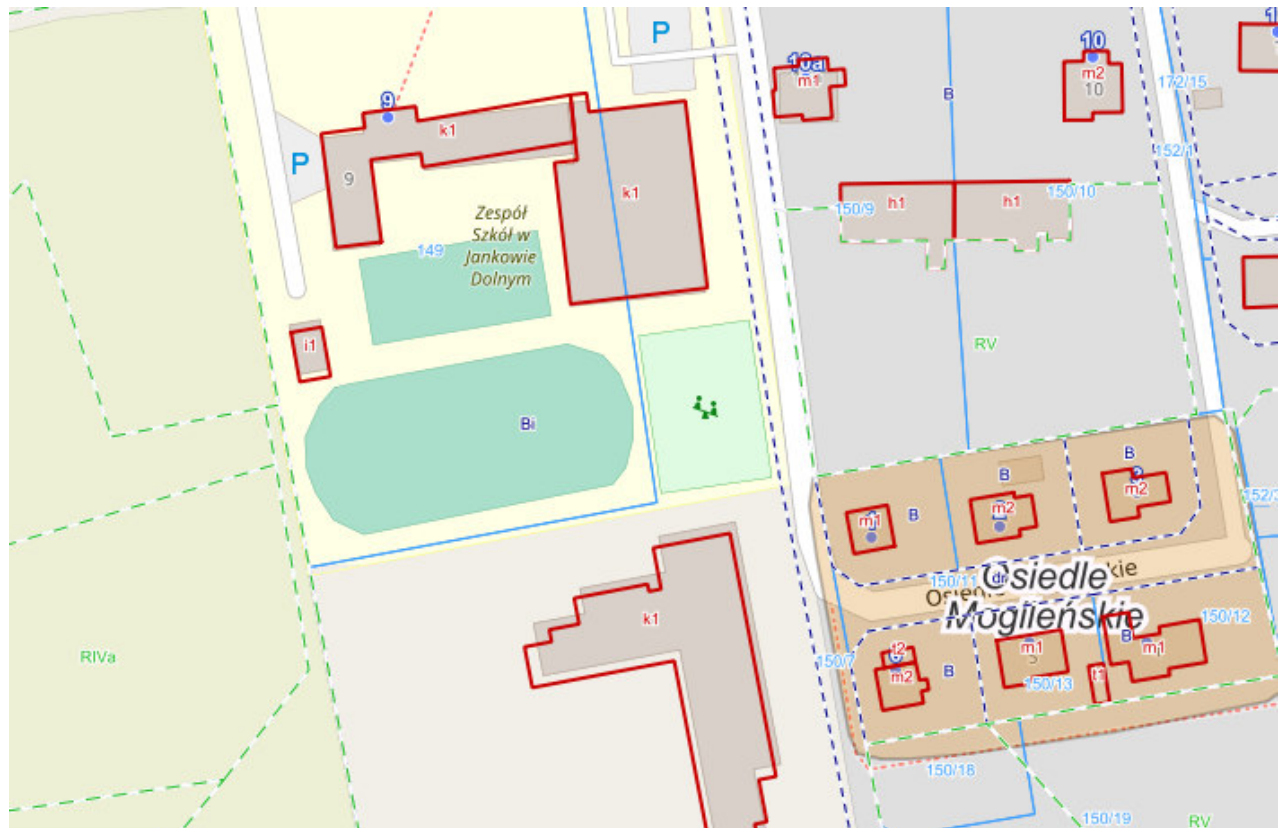 P
10a
m1
10
m2
10
172/15
B
9
k1
152/1
P
9
k1
150/9
h1
h1
150/10
Zespół
Szkół w
Jankowie
Dolnym
149
i1
RV
Bi
B
B
m2
m1
B
m2
150/11
dr
Osiedle
Mogileńskie
k1
150/12
RIVa
150/7
t2
m2
B
m1
150/13
t1
B
m1
150/18
150/19
RV